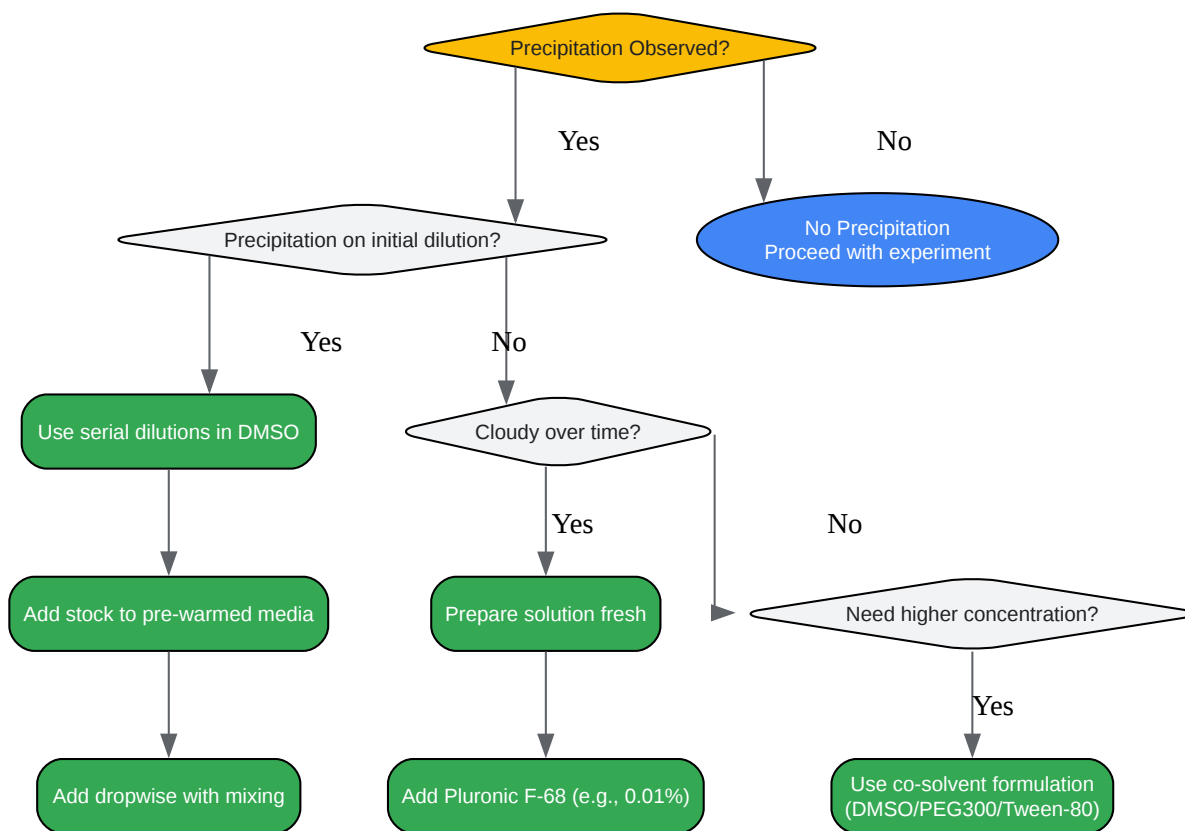 Precipitation Observed?
Yes
No
Precipitation on initial dilution?
No Precipitation
Proceed with experiment
Yes
No
Use serial dilutions in DMSO
Cloudy over time?
Yes
No
Add stock to pre-warmed media
Prepare solution fresh
Need higher concentration?
Yes
Add dropwise with mixing
Add Pluronic F-68 (e.g., 0.01%)
Use co-solvent formulation
(DMSO/PEG300/Tween-80)